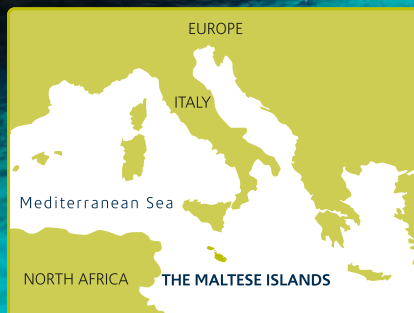 EUROPE
ITALY
Mediterranean Sea
NORTH AFRICA
THE MALTESE ISLANDS